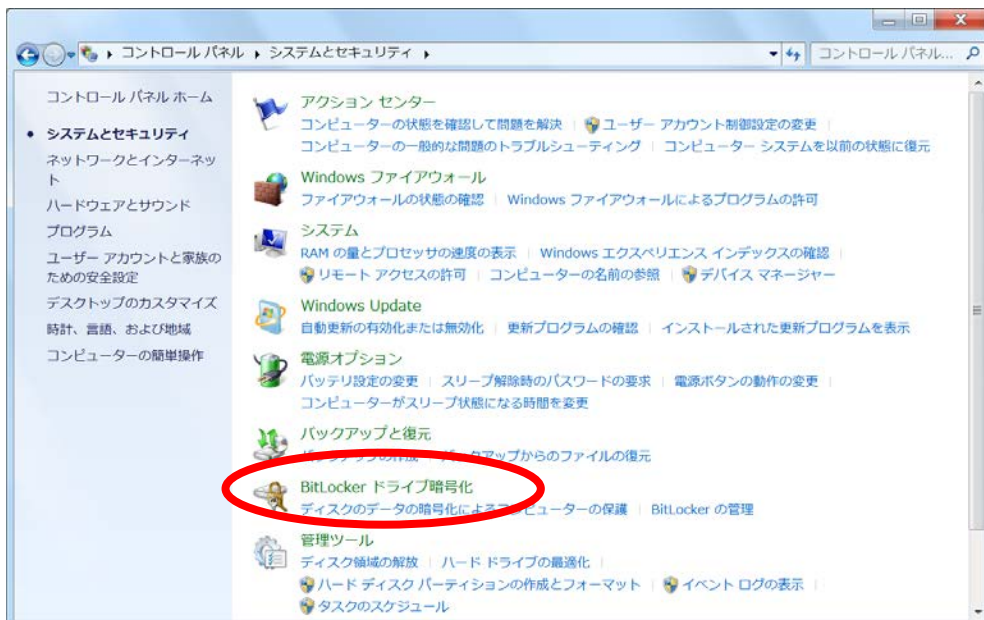 コントロール パネル ▸ システムとセキュリティ ▸
コントロール パネル...
コントロール パネル ホーム
システムとセキュリティ
ネットワークとインターネッ
ト
ハードウェアとサウンド
プログラム
ユーザー アカウントと家族の
ための安全設定
デスクトップのカスタマイズ
時計、言語、および地域
コンピューターの簡単操作
アクション センター
コンピューターの状態を確認して問題を解決 | ユーザー アカウント制御設定の変更 |
コンピューターの一般的な問題のトラブルシューティング | コンピューター システムを以前の状態に復元
Windows ファイアウォール
ファイアウォールの状態の確認 | Windows ファイアウォールによるプログラムの許可
システム
RAM の量とプロセッサの速度の表示 | Windows エクスペリエンス インデックスの確認 |
リモート アクセスの許可 | コンピューターの名前の参照 | デバイス マネージャー
Windows Update
自動更新の有効化または無効化 | 更新プログラムの確認 | インストールされた更新プログラムを表示
電源オプション
バッテリ設定の変更 | スリープ解除時のパスワードの要求 | 電源ボタンの動作の変更 |
コンピューターがスリープ状態になる時間を変更
バックアップと復元
バックアップの作成 | バックアップからのファイルの復元
BitLocker ドライブ暗号化
ディスクのデータの暗号化によるコンピューターの保護 | BitLocker の管理
管理ツール
ディスク領域の解放 | ハード ドライブの最適化 |
ハード ディスク パーティションの作成とフォーマット | イベント ログの表示 |
タスクのスケジュール